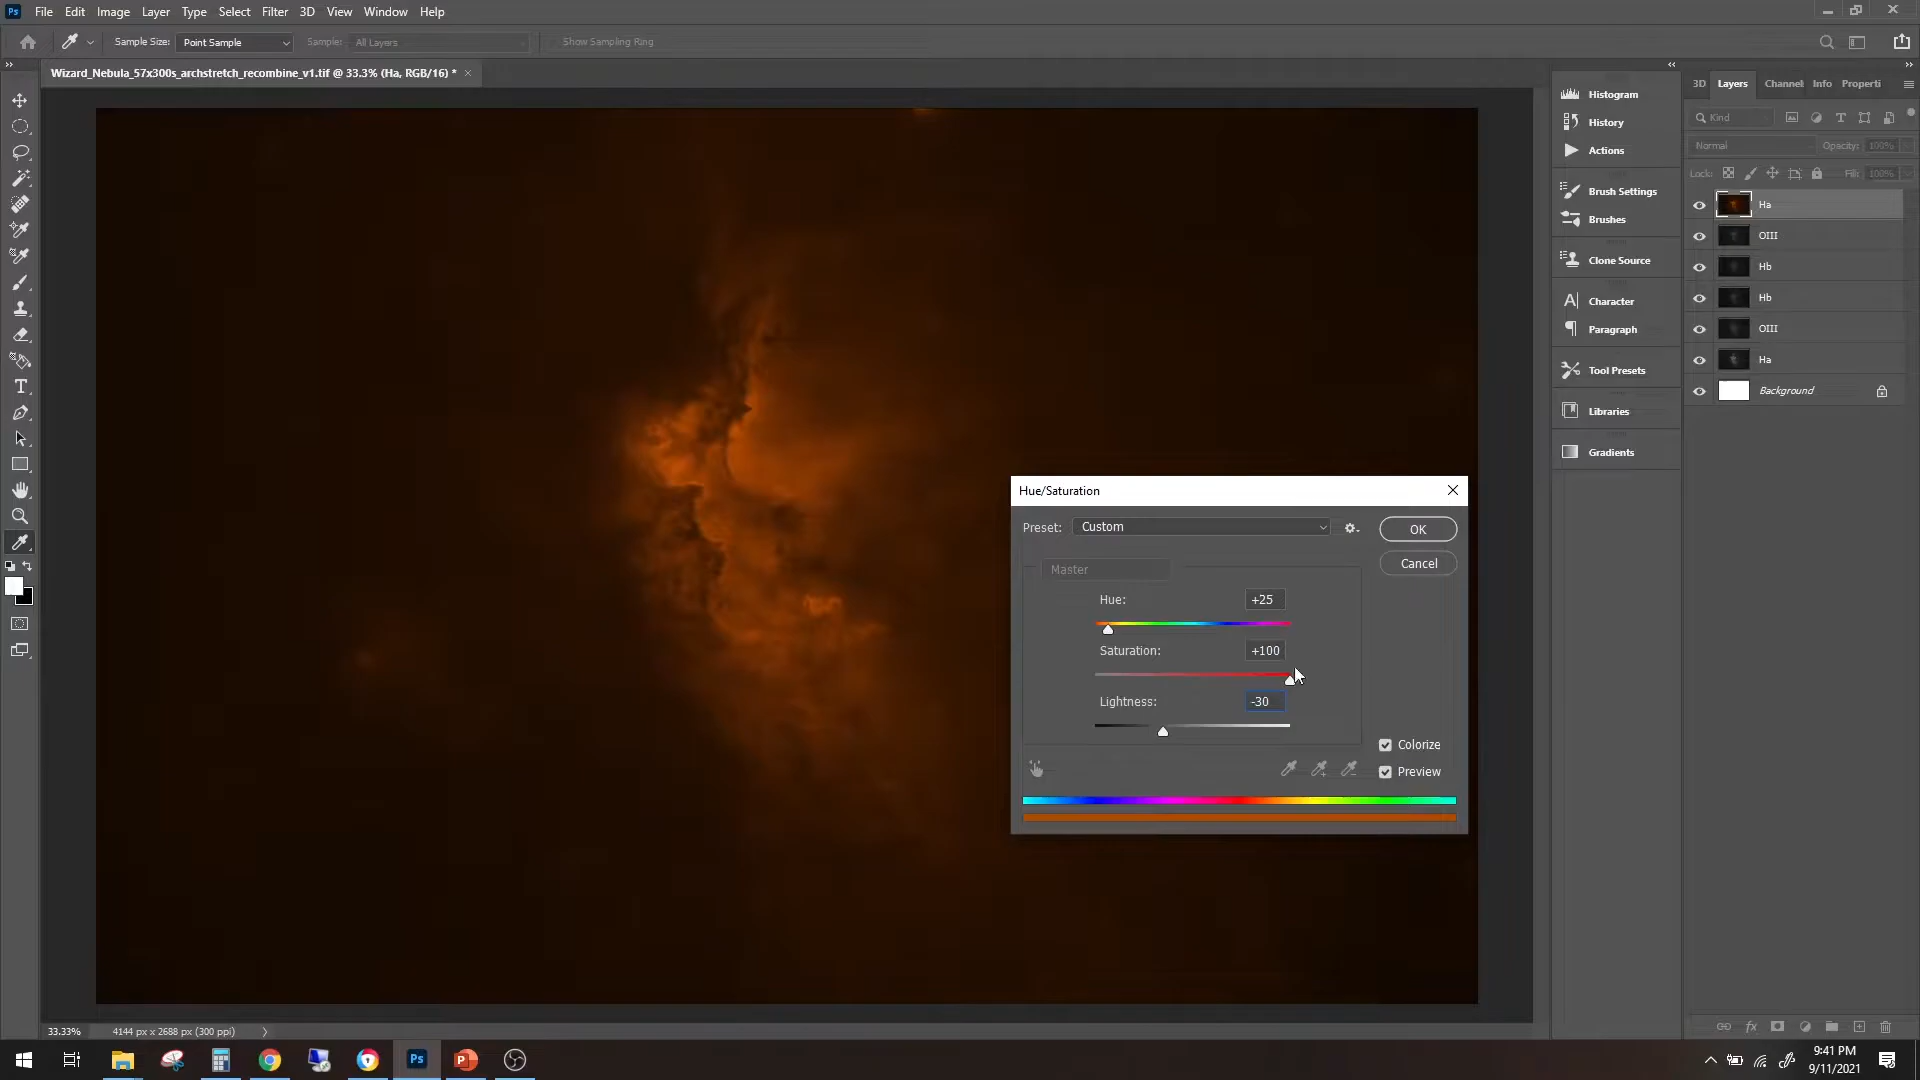 Ps File Edit Image Layer Type Select Filter 3D View Window Help
Sample Size: Point Sample Sample: All Layers Show Sampling Ring
Wizard_Nebula_57x300s_archstretch_recombine_v1.tif @ 33.3% (Ha, RGB/16) *
Histogram
History
Actions
Brush Settings
Brushes
Clone Source
Character
Paragraph
Tool Presets
Libraries
Gradients
3D Layers Channel Info Properti
Kind
Normal Opacity: 100%
Lock: Fill: 100%
Ha
OIII
Hb
Hb
OIII
Ha
Background
Hue/Saturation
Preset: Custom
OK
Cancel
Master
Hue: +25
Saturation: +100
Lightness: -30
Colorize
Preview
33.33% 4144 px x 2688 px (300 ppi)
Ps
P
9:41 PM
9/11/2021